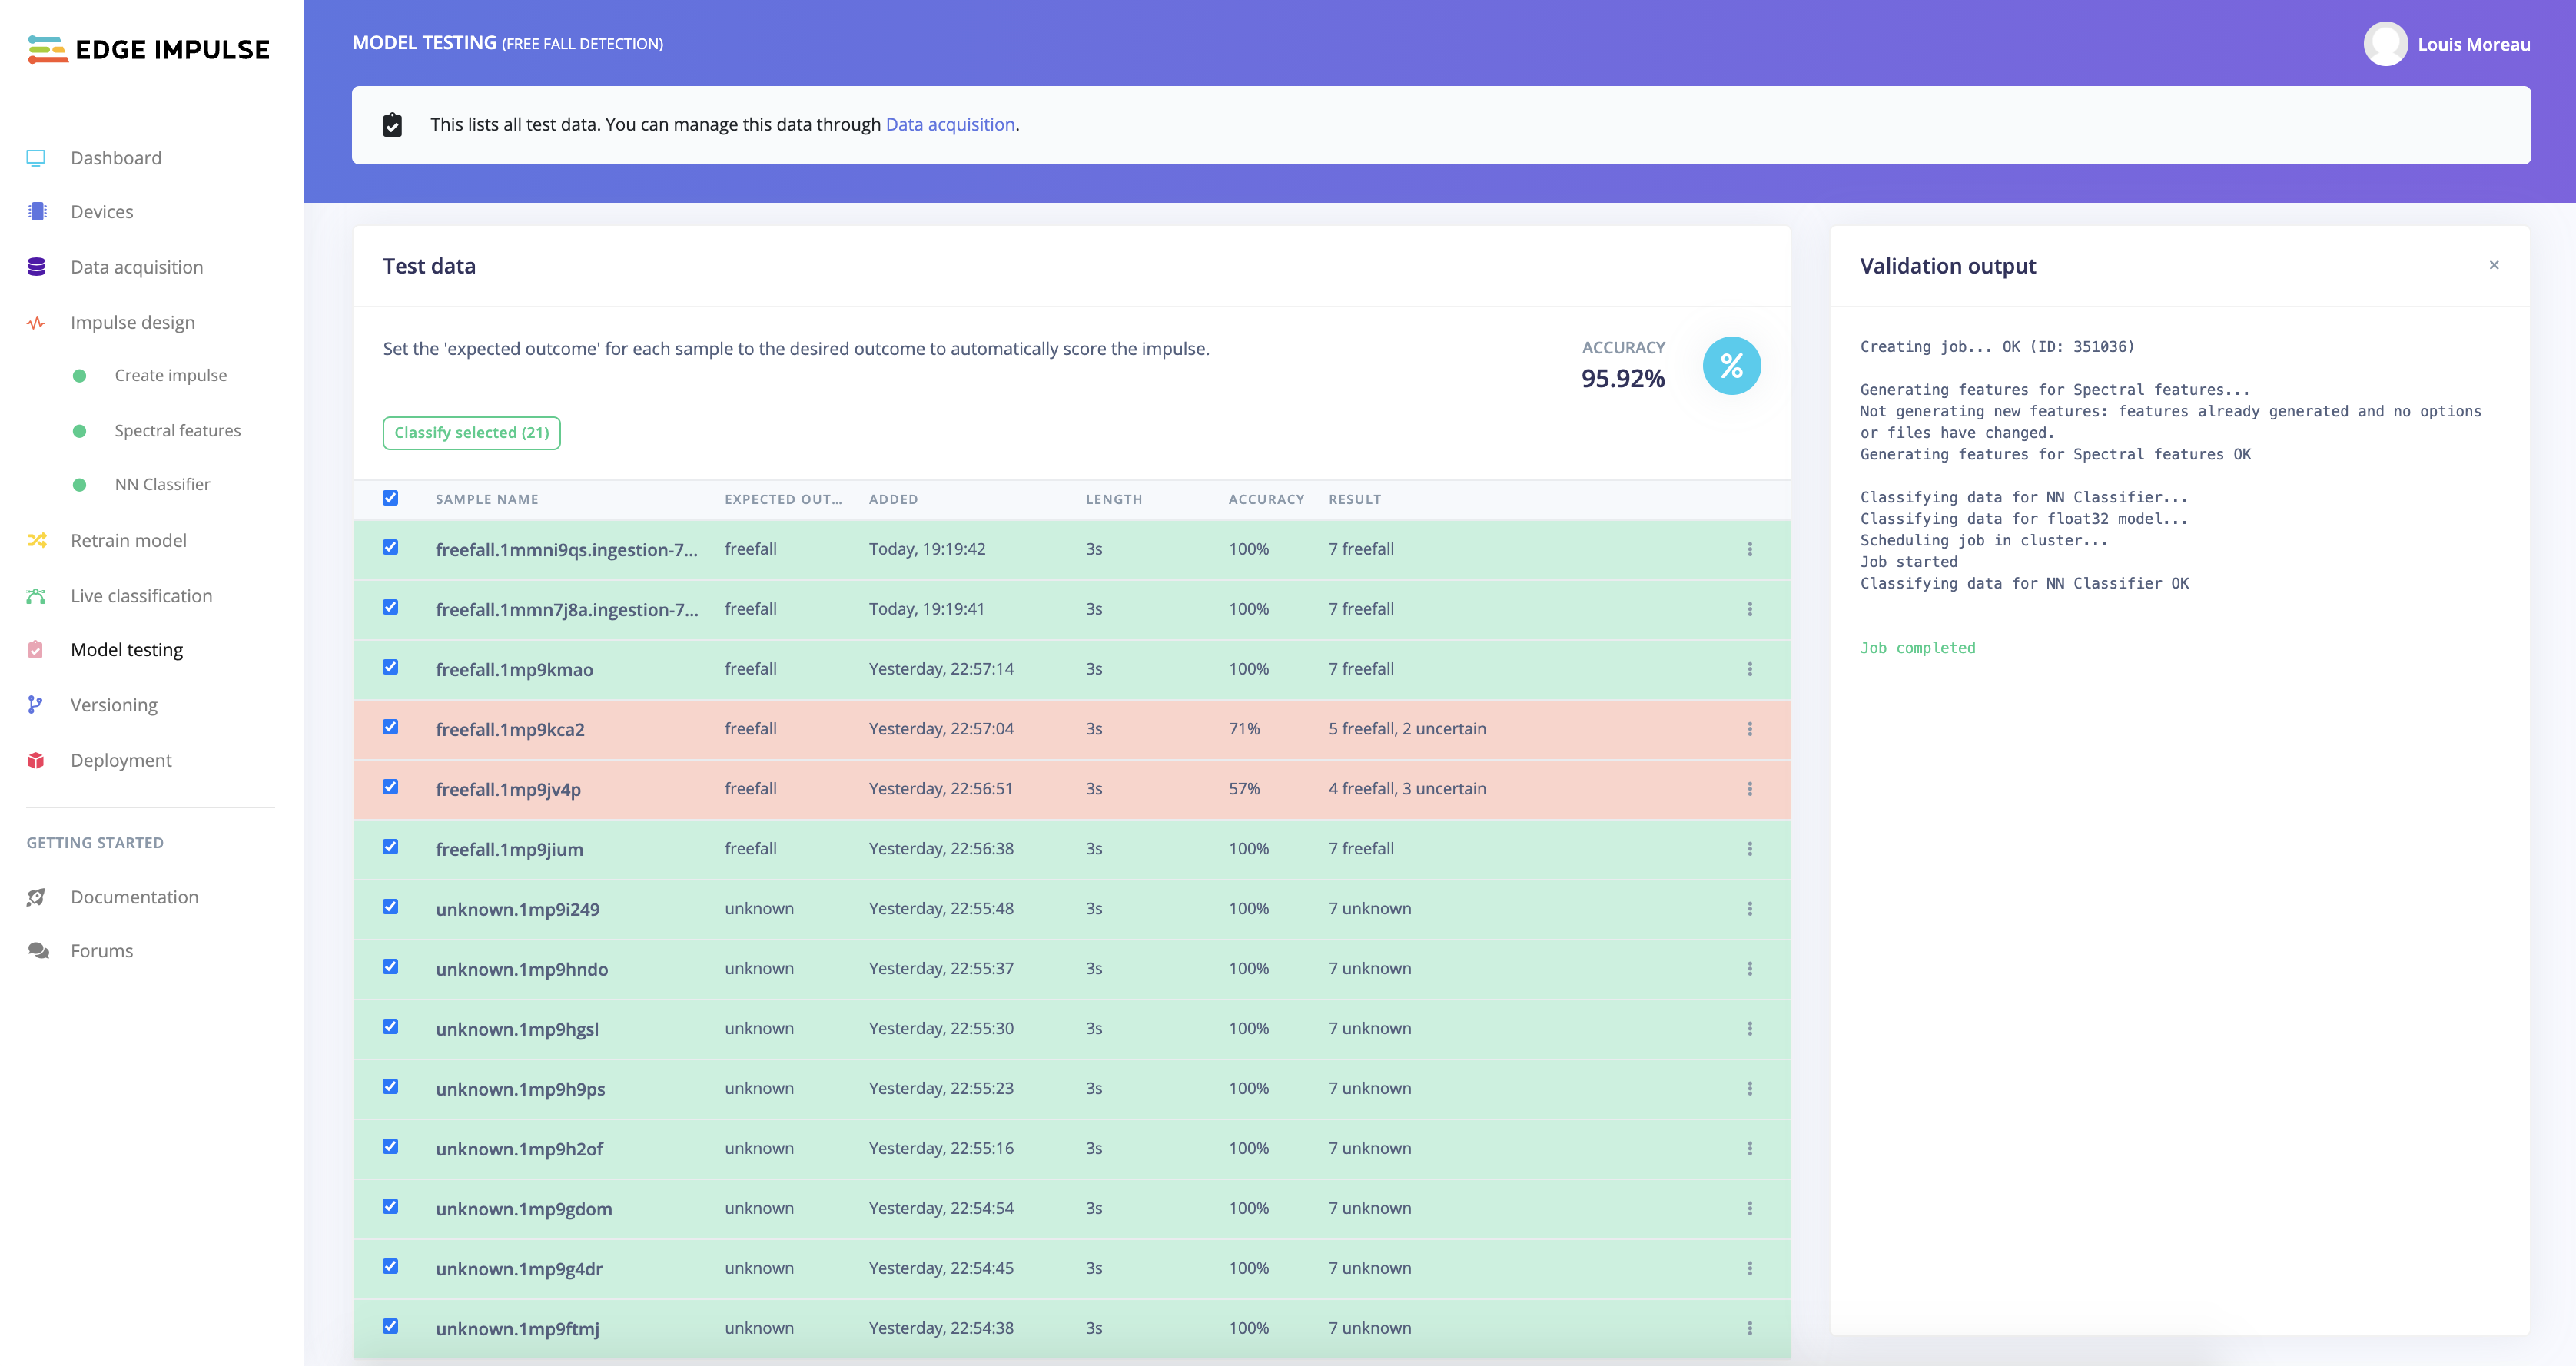 EDGE IMPULSE
Dashboard
Devices
Data acquisition
Impulse design
Create impulse
Spectral features
NN Classifier
Retrain model
Live classification
Model testing
Versioning
Deployment
GETTING STARTED
Documentation
Forums
MODEL TESTING (FREE FALL DETECTION)
Louis Moreau
This lists all test data. You can manage this data through Data acquisition.
Test data
Set the 'expected outcome' for each sample to the desired outcome to automatically score the impulse.
ACCURACY
95.92%
%
Classify selected (21)
SAMPLE NAME EXPECTED OUT... ADDED LENGTH ACCURACY RESULT
freefall.1mmni9qs.ingestion-7... freefall Today, 19:19:42 3s 100% 7 freefall
freefall.1mmn7j8a.ingestion-7... freefall Today, 19:19:41 3s 100% 7 freefall
freefall.1mp9kmao freefall Yesterday, 22:57:14 3s 100% 7 freefall
freefall.1mp9kca2 freefall Yesterday, 22:57:04 3s 71% 5 freefall, 2 uncertain
freefall.1mp9jv4p freefall Yesterday, 22:56:51 3s 57% 4 freefall, 3 uncertain
freefall.1mp9jium freefall Yesterday, 22:56:38 3s 100% 7 freefall
unknown.1mp9i249 unknown Yesterday, 22:55:48 3s 100% 7 unknown
unknown.1mp9hndo unknown Yesterday, 22:55:37 3s 100% 7 unknown
unknown.1mp9hgsl unknown Yesterday, 22:55:30 3s 100% 7 unknown
unknown.1mp9h9ps unknown Yesterday, 22:55:23 3s 100% 7 unknown
unknown.1mp9h2of unknown Yesterday, 22:55:16 3s 100% 7 unknown
unknown.1mp9gdom unknown Yesterday, 22:54:54 3s 100% 7 unknown
unknown.1mp9g4dr unknown Yesterday, 22:54:45 3s 100% 7 unknown
unknown.1mp9ftmj unknown Yesterday, 22:54:38 3s 100% 7 unknown
Validation output
×
Creating job... OK (ID: 351036)
Generating features for Spectral features...
Not generating new features: features already generated and no options
or files have changed.
Generating features for Spectral features OK
Classifying data for NN Classifier...
Classifying data for float32 model...
Scheduling job in cluster...
Job started
Classifying data for NN Classifier OK
Job completed